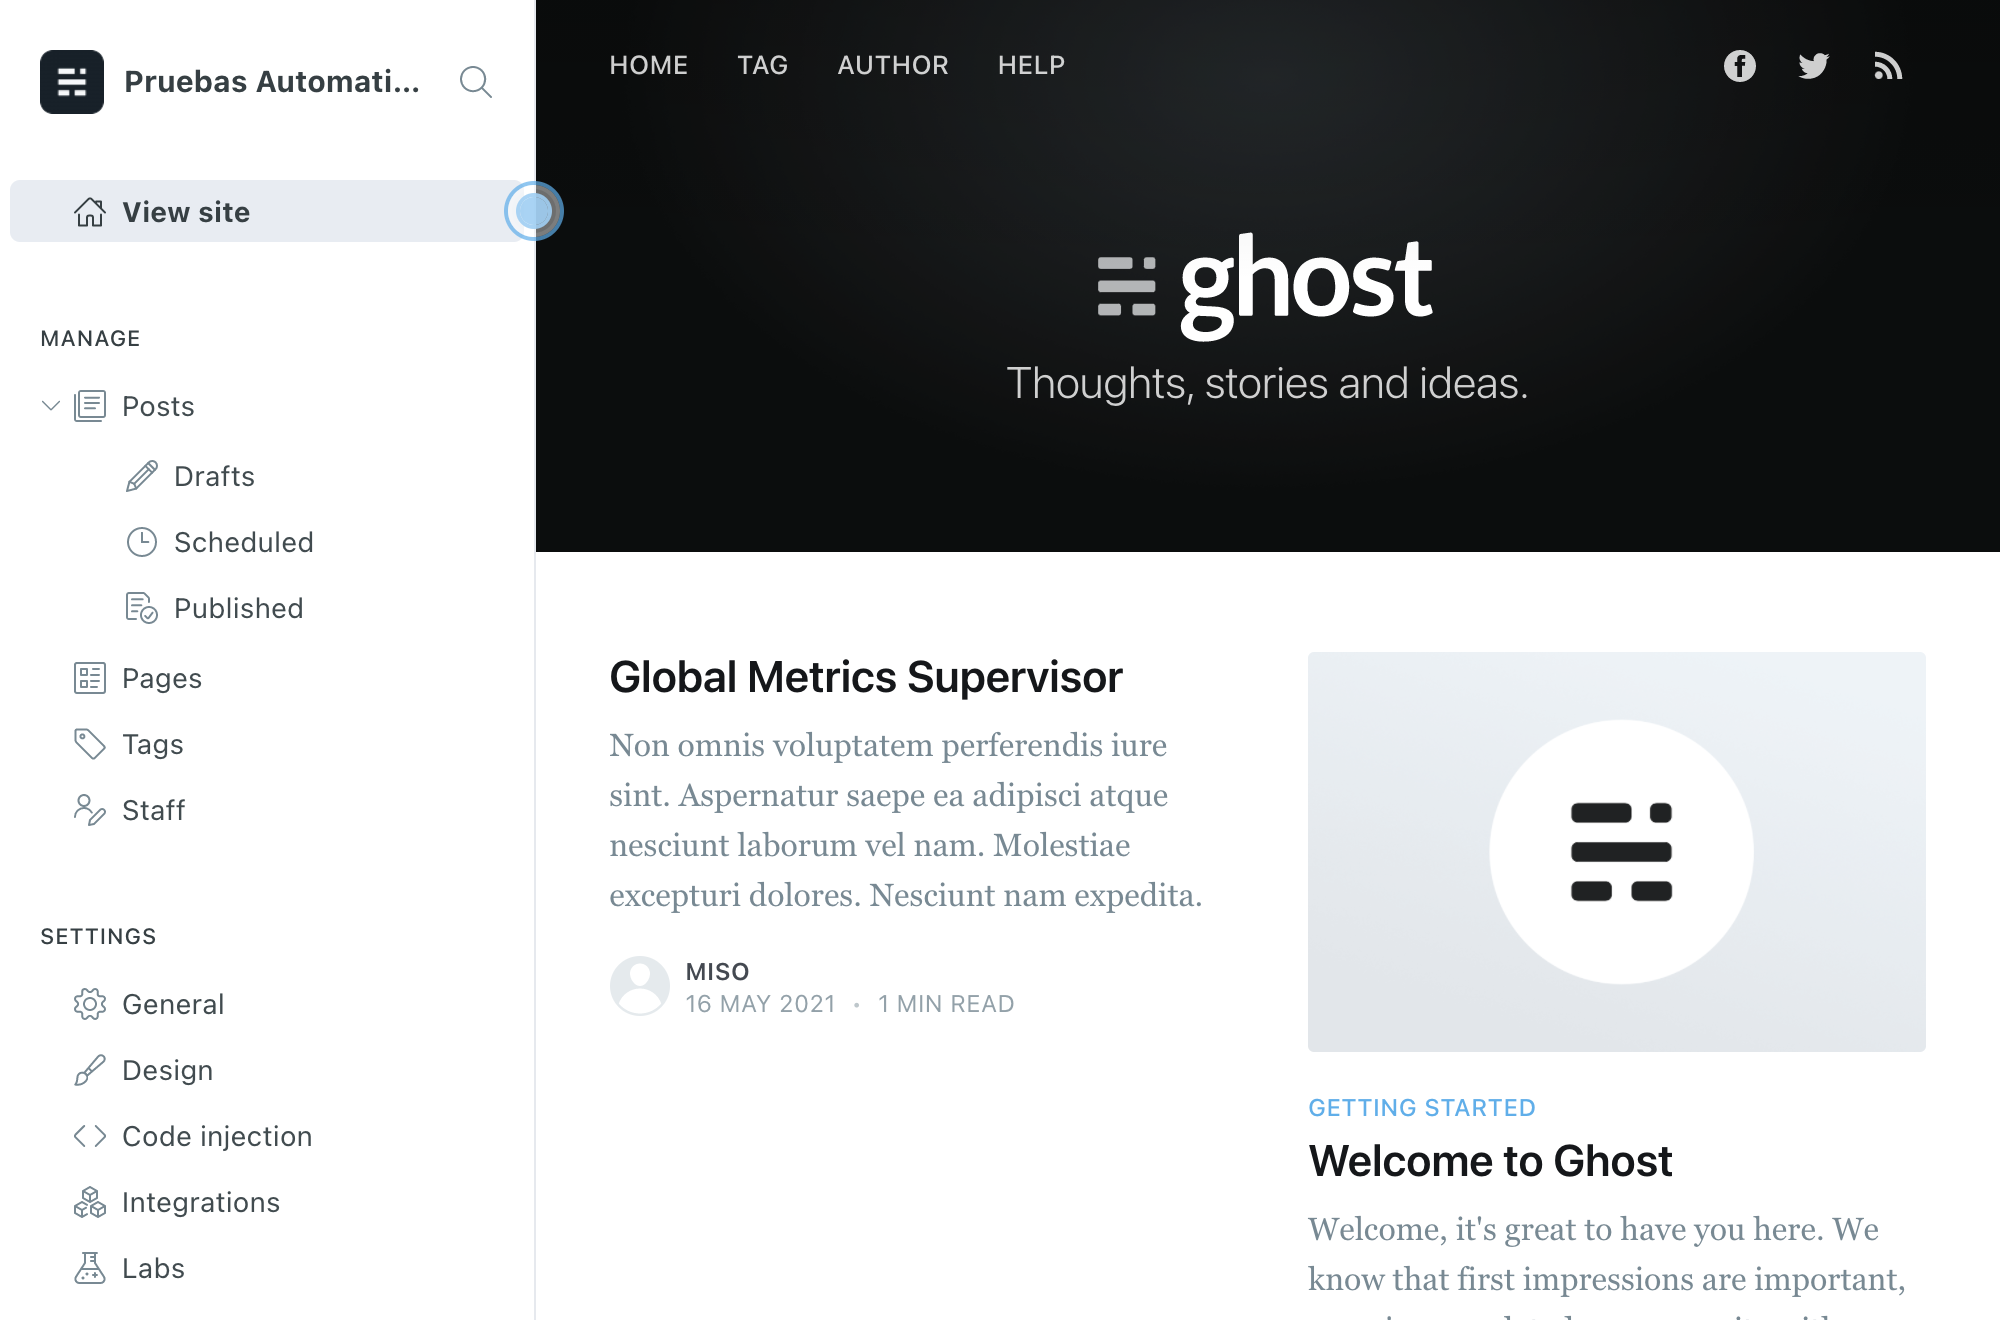 Pruebas Automati...
View site
MANAGE
Posts
Drafts
Scheduled
Published
Pages
Tags
Staff
SETTINGS
General
Design
Code injection
Integrations
Labs
HOME TAG AUTHOR HELP
ghost
Thoughts, stories and ideas.
Global Metrics Supervisor
Non omnis voluptatem perferendis iure
sint. Aspernatur saepe ea adipisci atque
nesciunt laborum vel nam. Molestiae
excepturi dolores. Nesciunt nam expedita.
MISO
16 MAY 2021 • 1 MIN READ
GETTING STARTED
Welcome to Ghost
Welcome, it's great to have you here. We
know that first impressions are important,